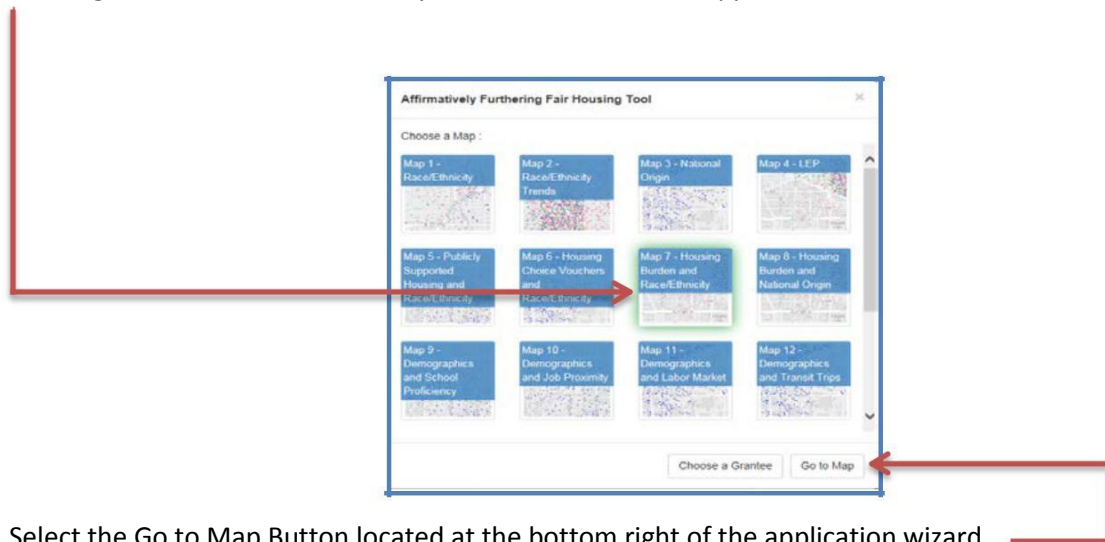 Affirmatively Furthering Fair Housing Tool ×
Choose a Map :
Map 1 -
Race/Ethnicity
Map 2 -
Race/Ethnicity
Trends
Map 3 - National
Origin
Map 4 - LEP
Map 5 - Publicly
Supported
Housing and
Race/Ethnicity
Map 6 - Housing
Choice Vouchers
and
Race/Ethnicity
Map 7 - Housing
Burden and
Race/Ethnicity
Map 8 - Housing
Burden and
National Origin
Map 9 -
Demographics
and School
Proficiency
Map 10 -
Demographics
and Job Proximity
Map 11 -
Demographics
and Labor Market
Map 12 -
Demographics
and Transit Trips
Choose a Grantee
Go to Map
Select the Go to Map Button located at the bottom right of the application wizard